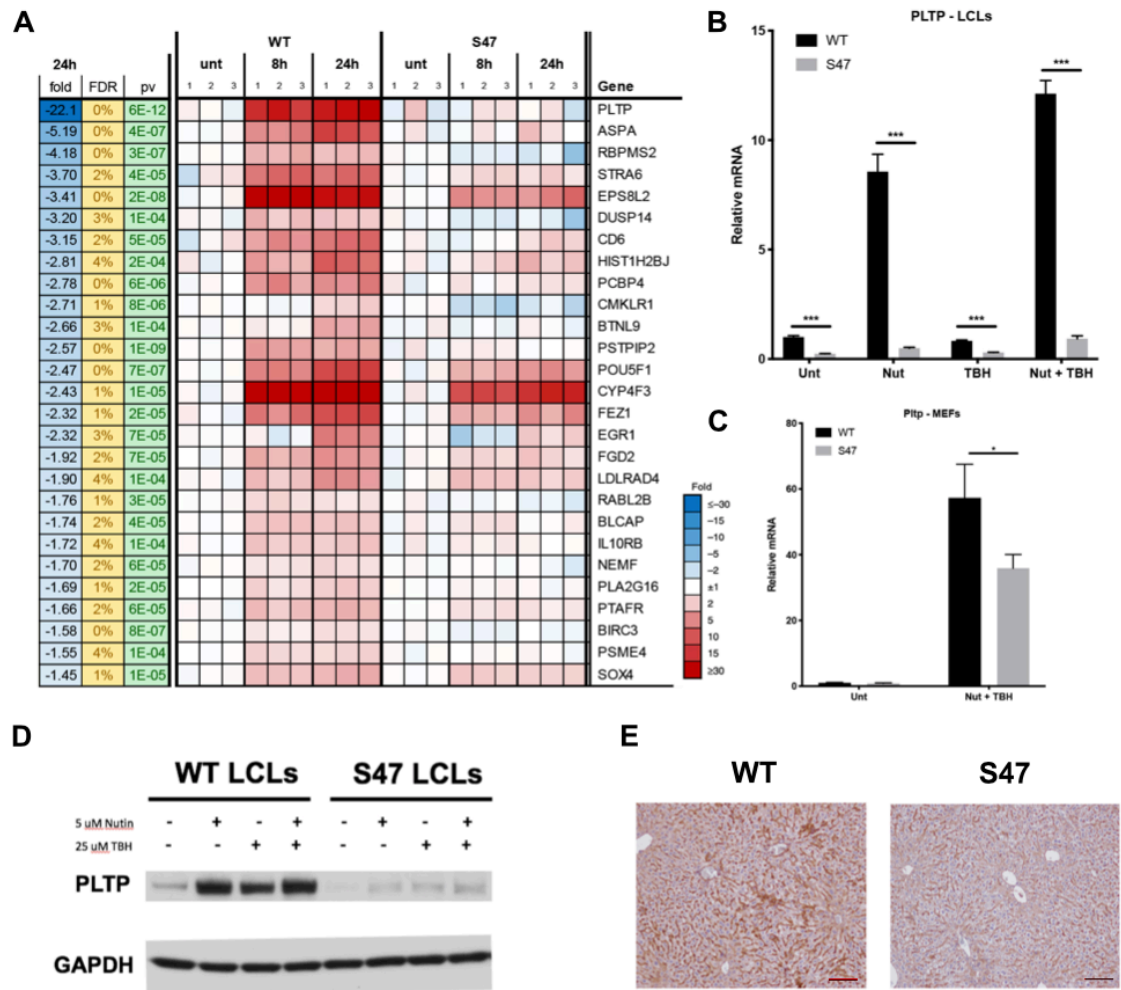 A
WT S47
24h unt 8h 24h unt 8h 24h
fold FDR pv 1 2 3 1 2 3 1 2 3 1 2 3 1 2 3 1 2 3 Gene
-22.1 0% 6E-12 PLTP
-5.19 0% 4E-07 ASPA
-4.18 0% 3E-07 RBPMS2
-3.70 2% 4E-05 STRA6
-3.41 0% 2E-08 EPS8L2
-3.20 3% 1E-04 DUSP14
-3.15 2% 5E-05 CD6
-2.81 4% 2E-04 HIST1H2BJ
-2.78 0% 6E-06 PCBP4
-2.71 1% 8E-06 CMKLR1
-2.66 3% 1E-04 BTNL9
-2.57 0% 1E-09 PSTPIP2
-2.47 0% 7E-07 POU5F1
-2.43 1% 1E-05 CYP4F3
-2.32 1% 2E-05 FEZ1
-2.32 3% 7E-05 EGR1
-1.92 2% 7E-05 FGD2
-1.90 4% 1E-04 LDLRAD4
-1.76 1% 3E-05 RABL2B
-1.74 2% 4E-05 BLCAP
-1.72 4% 1E-04 IL10RB
-1.70 2% 6E-05 NEMF
-1.69 1% 2E-05 PLA2G16
-1.66 2% 6E-05 PTAFR
-1.58 0% 8E-07 BIRC3
-1.55 4% 1E-04 PSME4
-1.45 1% 1E-05 SOX4
Fold
≤-30
-15
-10
-5
-2
±1
2
5
10
15
≥30
B
PLTP - LCLs
WT
S47
Relative mRNA
15
10
5
0
*** *** *** ***
Unt Nut TBH Nut + TBH
C
Pltp - MEFs
WT
S47
Relative mRNA
80
60
40
20
0
*
Unt Nut + TBH
D
WT LCLs S47 LCLs
5 uM Nutin - + - + - + - +
25 uM TBH - - + + - - + +
PLTP
GAPDH
E
WT S47